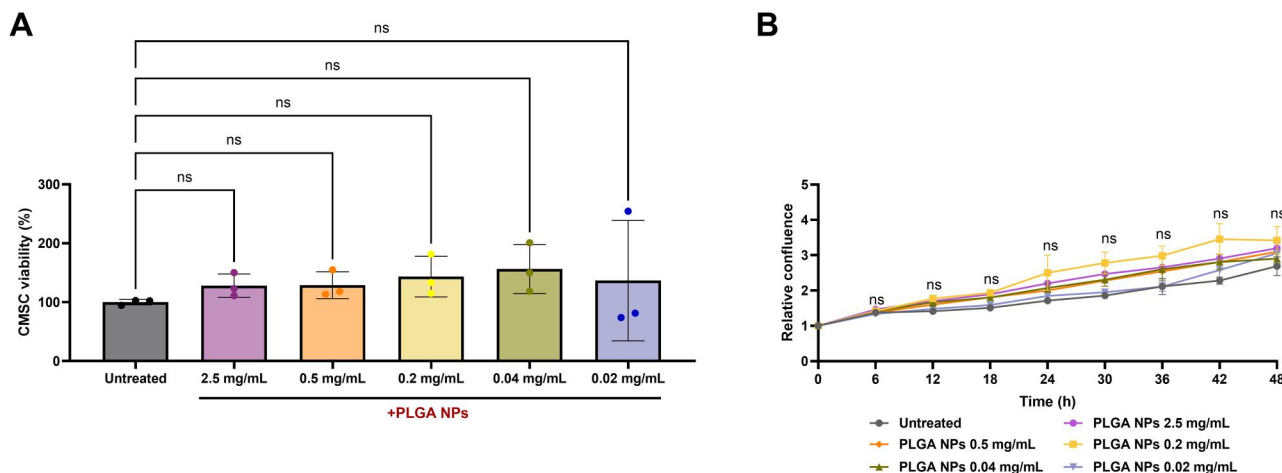 A
ns
ns
ns
ns
ns
300
200
100
0
CMSC viability (%)
Untreated
2.5 mg/mL
0.5 mg/mL
0.2 mg/mL
0.04 mg/mL
0.02 mg/mL
+PLGA NPs
B
5
4
3
2
1
0
Relative confluence
ns
ns
ns
ns
ns
ns
ns
ns
0
6
12
18
24
30
36
42
48
Time (h)
Untreated
PLGA NPs 2.5 mg/mL
PLGA NPs 0.5 mg/mL
PLGA NPs 0.2 mg/mL
PLGA NPs 0.04 mg/mL
PLGA NPs 0.02 mg/mL